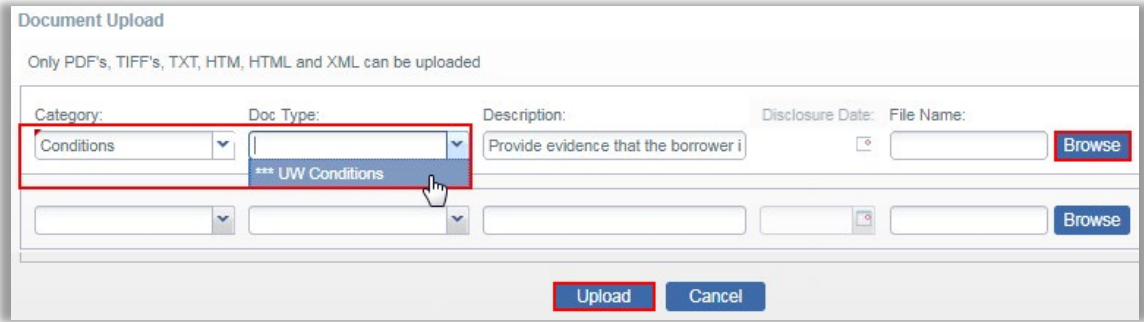 Document Upload
Only PDF's, TIFF's, TXT, HTM, HTML and XML can be uploaded
Category: Doc Type: Description: Disclosure Date: File Name:
Conditions Provide evidence that the borrower i Browse
*** UW Conditions
Browse
Upload Cancel